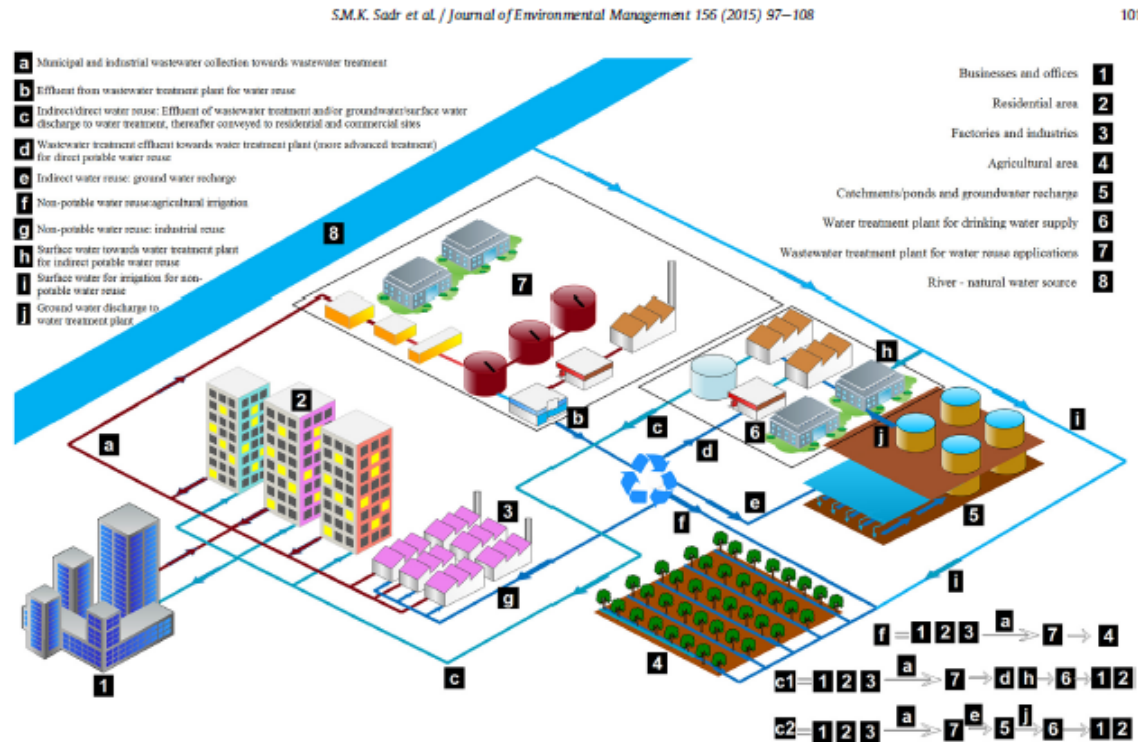 S.M.K. Sadr et al. / Journal of Environmental Management 156 (2015) 97–108
101
a Municipal and industrial wastewater collection towards wastewater treatment
b Effluent from wastewater treatment plant for water reuse
c Indirect/direct water reuse: Effluent of wastewater treatment and/or groundwater/surface water
discharge to water treatment, thereafter conveyed to residential and commercial sites
d Wastewater treatment effluent towards water treatment plant (more advanced treatment)
for direct potable water reuse
e Indirect water reuse: ground water recharge
f Non-potable water reuse:agricultural irrigation
g Non-potable water reuse: industrial reuse
h Surface water towards water treatment plant
for indirect potable water reuse
i Surface water for irrigation for non-
potable water reuse
j Ground water discharge to
water treatment plant
Businesses and offices 1
Residential area 2
Factories and industries 3
Agricultural area 4
Catchments/ponds and groundwater recharge 5
Water treatment plant for drinking water supply 6
Wastewater treatment plant for water reuse applications 7
River - natural water source 8
8
7
h
2
a
b
c
6
j
i
d
e
5
3
f
g
i
4
c
1
f = 1 2 3 a 7 4
c1 = 1 2 3 a 7 d h 6 1 2
c2 = 1 2 3 a 7 e 5 j 6 1 2